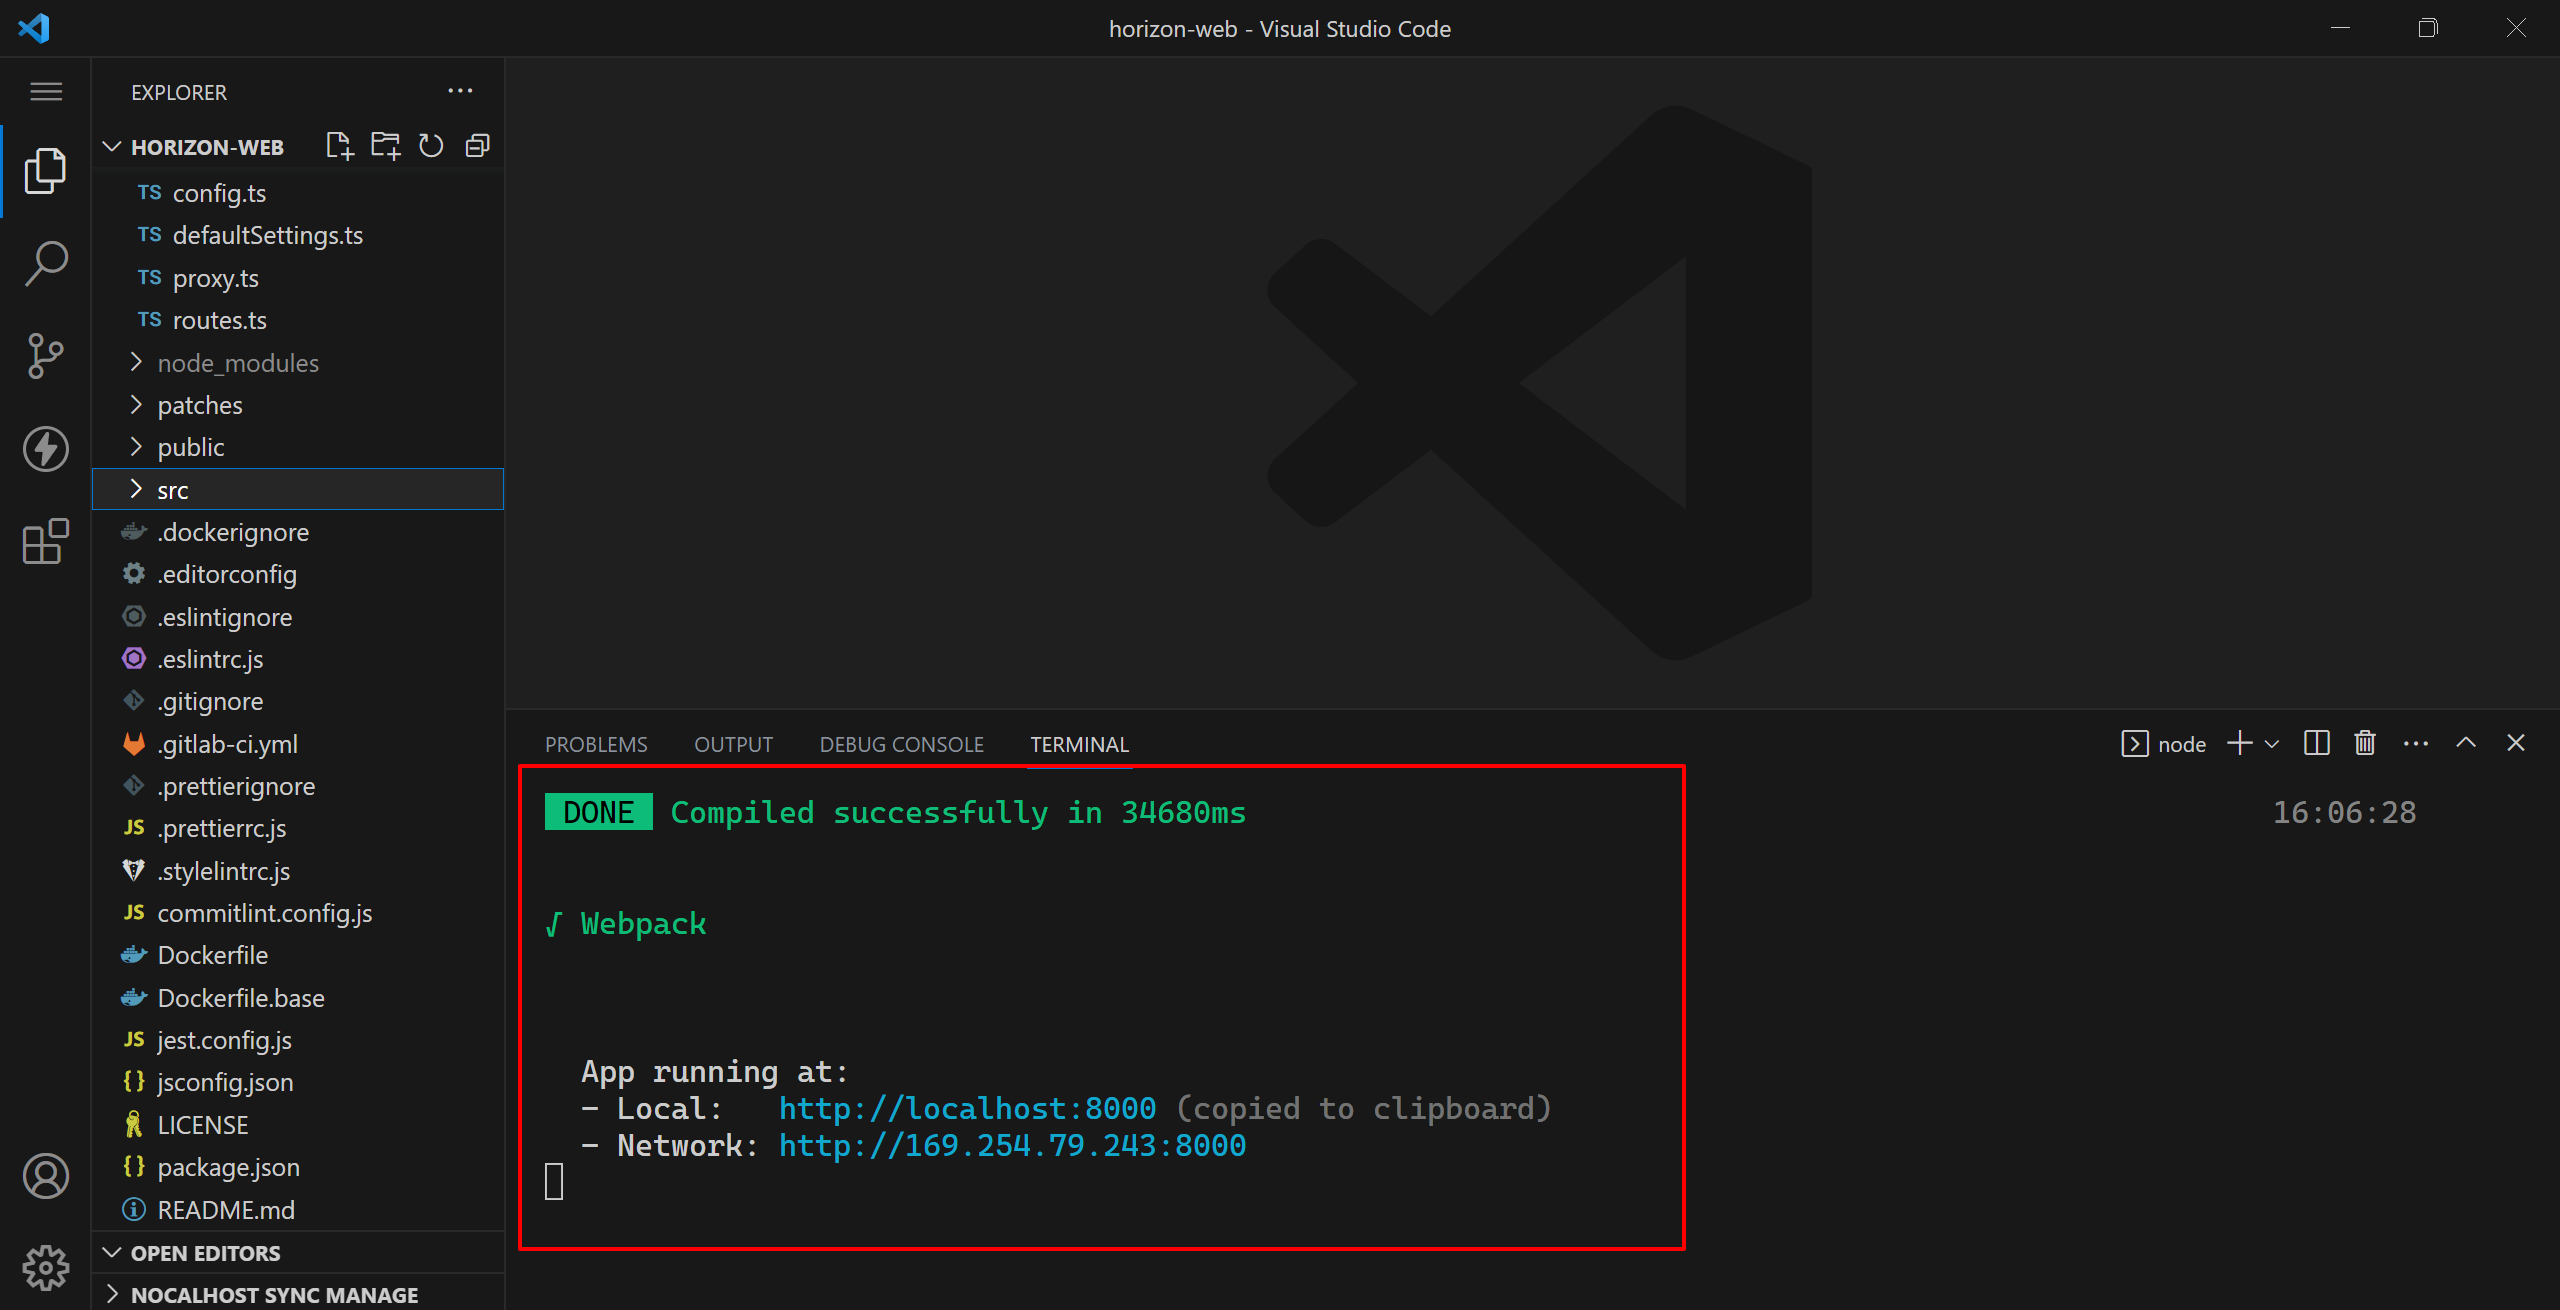 horizon-web - Visual Studio Code
EXPLORER
HORIZON-WEB
TS config.ts
TS defaultSettings.ts
TS proxy.ts
TS routes.ts
node_modules
patches
public
src
.dockerignore
.editorconfig
.eslintignore
.eslintrc.js
.gitignore
.gitlab-ci.yml
.prettierignore
JS .prettierrc.js
.stylelintrc.js
JS commitlint.config.js
Dockerfile
Dockerfile.base
JS jest.config.js
{} jsconfig.json
LICENSE
{} package.json
README.md
OPEN EDITORS
NOCALHOST SYNC MANAGE
PROBLEMS OUTPUT DEBUG CONSOLE TERMINAL
node
DONE Compiled successfully in 34680ms 16:06:28
√ Webpack
App running at:
- Local: http://localhost:8000 (copied to clipboard)
- Network: http://169.254.79.243:8000